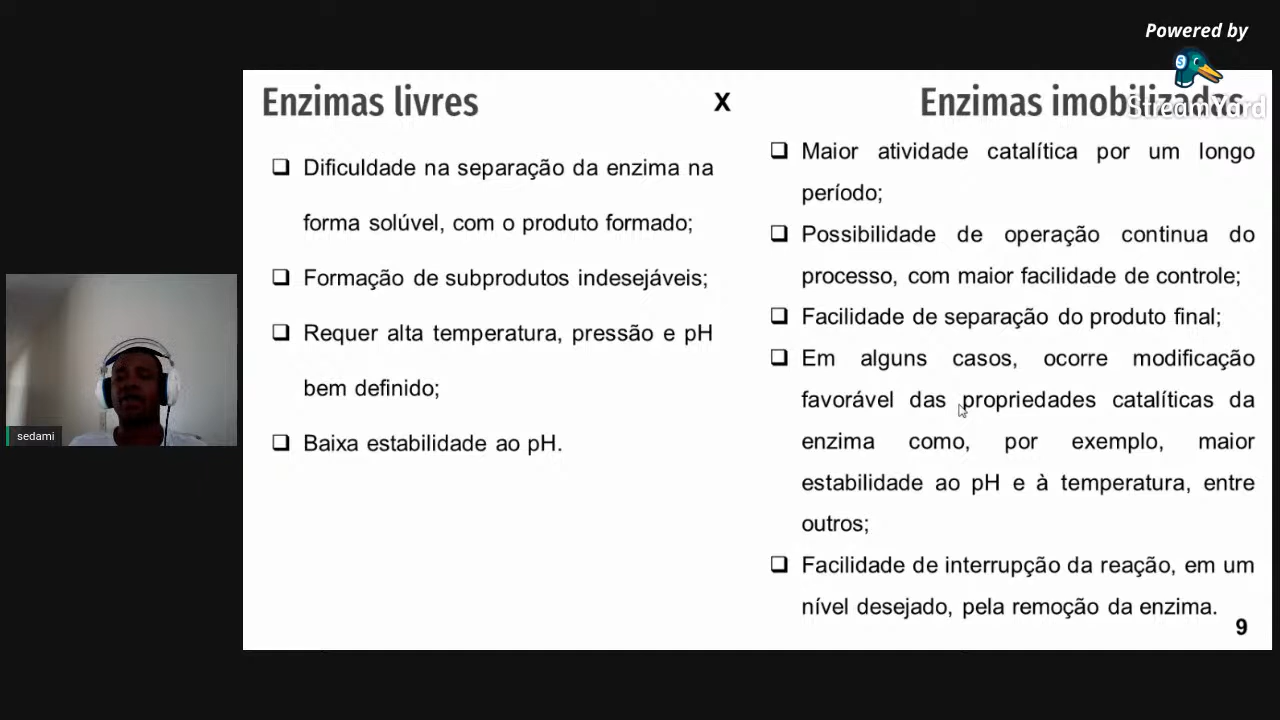 Powered by
StreamYard
Enzimas livres
X
Enzimas imobilizadas
❑ Dificuldade na separação da enzima na
forma solúvel, com o produto formado;
❑ Formação de subprodutos indesejáveis;
❑ Requer alta temperatura, pressão e pH
bem definido;
❑ Baixa estabilidade ao pH.
❑ Maior atividade catalítica por um longo
período;
❑ Possibilidade de operação continua do
processo, com maior facilidade de controle;
❑ Facilidade de separação do produto final;
❑ Em alguns casos, ocorre modificação
favorável das propriedades catalíticas da
enzima como, por exemplo, maior
estabilidade ao pH e à temperatura, entre
outros;
❑ Facilidade de interrupção da reação, em um
nível desejado, pela remoção da enzima.
9
sedami